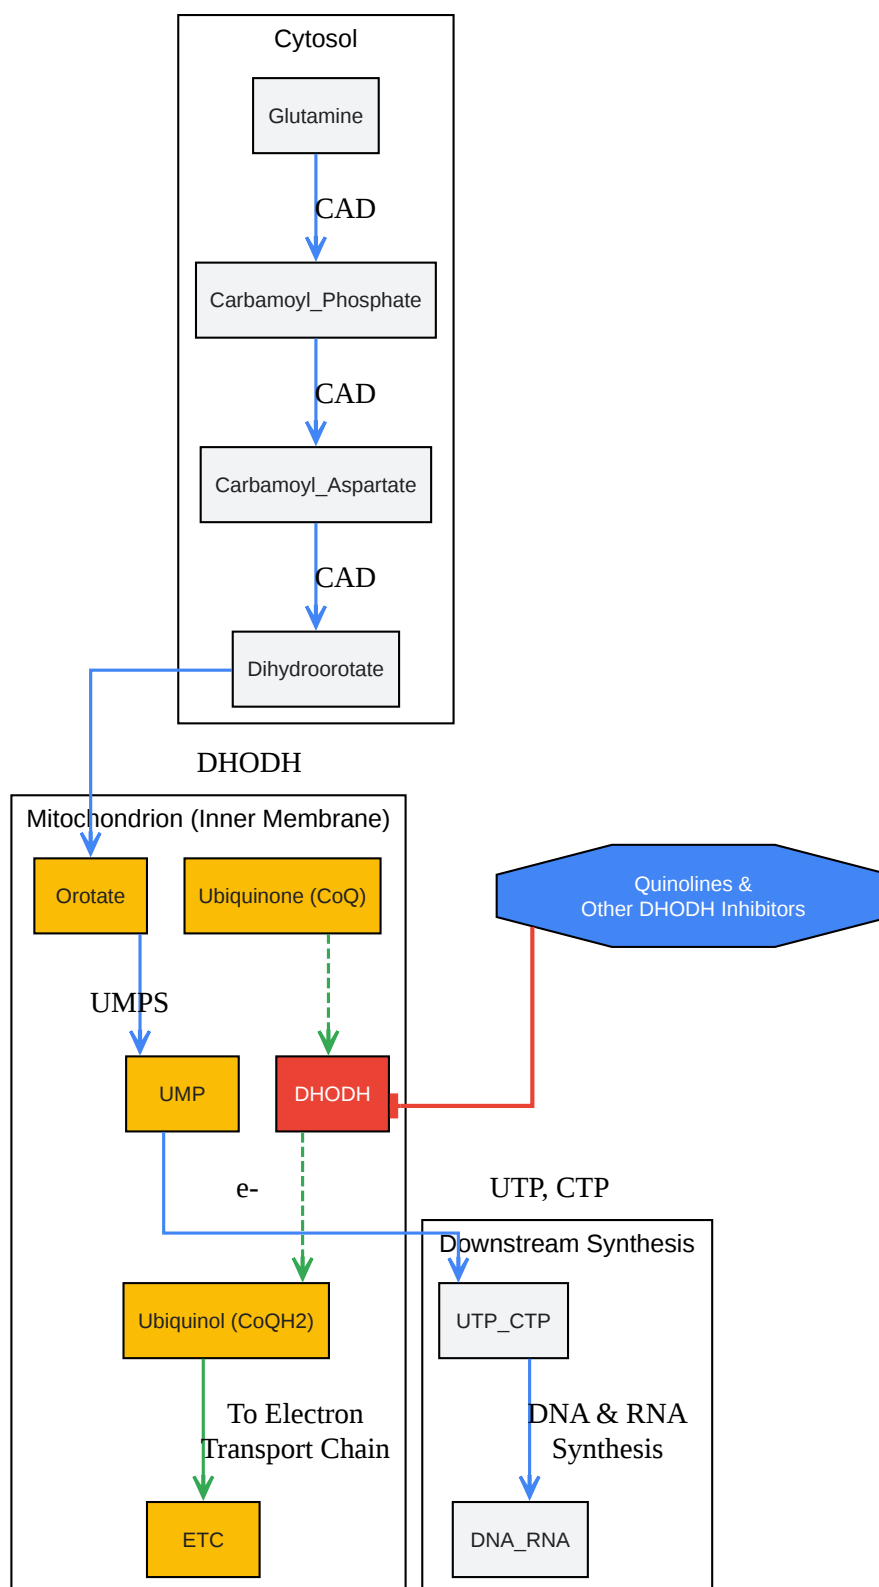 Cytosol
Glutamine
CAD
Carbamoyl_Phosphate
CAD
Carbamoyl_Aspartate
CAD
Dihydroorotate
DHODH
Mitochondrion (Inner Membrane)
Orotate
Ubiquinone (CoQ)
Quinolines &
Other DHODH Inhibitors
UMPS
UMP
DHODH
e-
UTP, CTP
Downstream Synthesis
Ubiquinol (CoQH2)
UTP_CTP
To Electron
Transport Chain
DNA & RNA
Synthesis
ETC
DNA_RNA